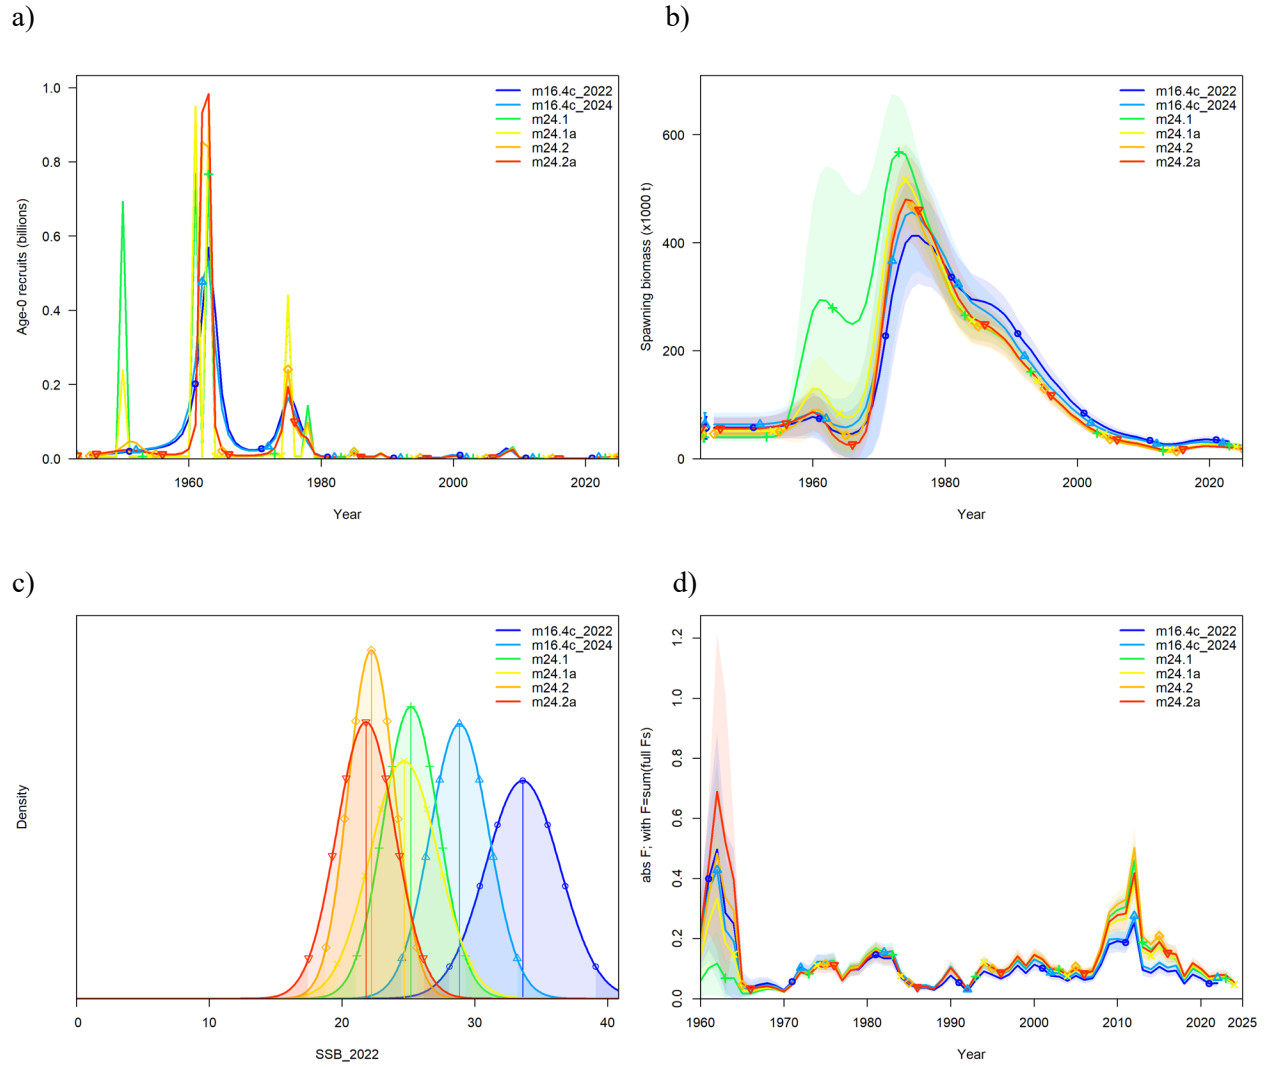 a)
1.0
0.8
0.6
0.4
0.2
0.0
Age-0 recruits (billions)
m16.4c_2022
m16.4c_2024
m24.1
m24.1a
m24.2
m24.2a
1960
1980
2000
2020
Year
b)
600
400
200
0
Spawning biomass (x1000 t)
m16.4c_2022
m16.4c_2024
m24.1
m24.1a
m24.2
m24.2a
1960
1980
2000
2020
Year
c)
Density
m16.4c_2022
m16.4c_2024
m24.1
m24.1a
m24.2
m24.2a
0
10
20
30
40
SSB_2022
d)
1.2
1.0
0.8
0.6
0.4
0.2
0.0
abs F; with F=sum(full Fs)
m16.4c_2022
m16.4c_2024
m24.1
m24.1a
m24.2
m24.2a
1960
1970
1980
1990
2000
2010
2020
2025
Year